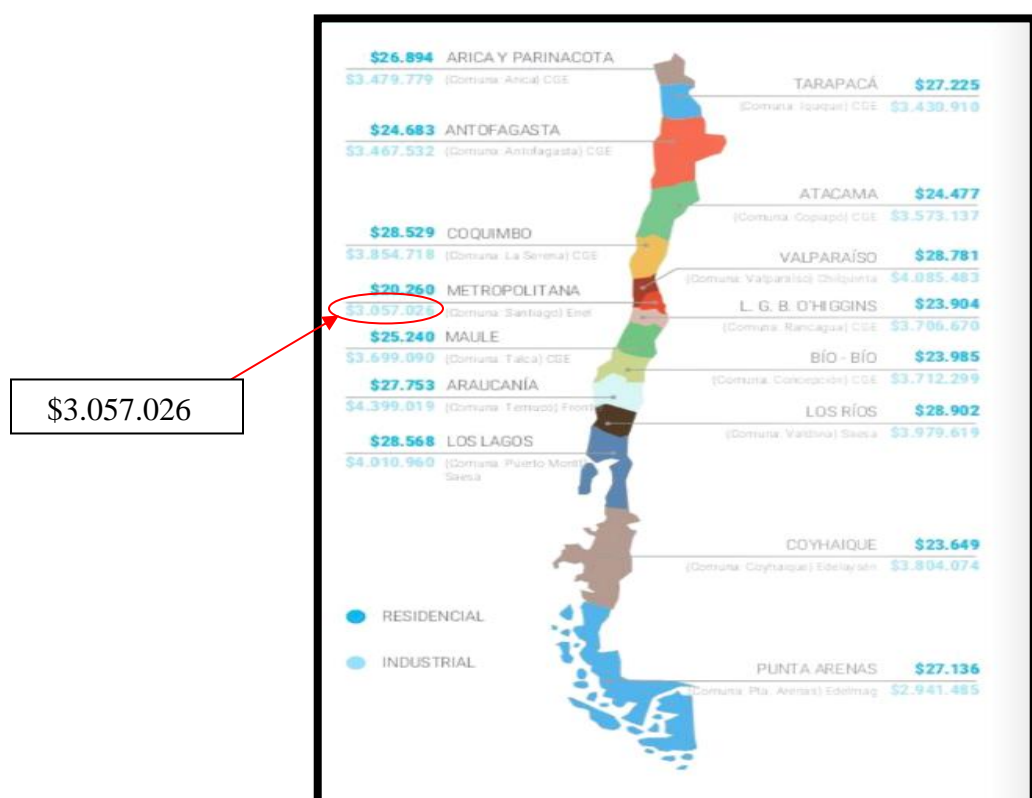 $26.894 ARICA Y PARINACOTA
$3.479.779 (Comuna: Arica) CGE
TARAPACÁ $27.225
(Comuna: Iquique) CGE $3.430.910
$24.683 ANTOFAGASTA
$3.467.532 (Comuna: Antofagasta) CGE
ATACAMA $24.477
(Comuna: Copiapó) CGE $3.573.137
$28.529 COQUIMBO
$3.854.718 (Comuna: La Serena) CGE
VALPARAÍSO $28.781
(Comuna: Valparaíso) Chilquinta $4.085.483
$20.260 METROPOLITANA
$3.057.026 (Comuna: Santiago) Enel
L. G. B. O'HIGGINS $23.904
(Comuna: Rancagua) CGE $3.706.670
$25.240 MAULE
$3.699.090 (Comuna: Talca) CGE
BÍO - BÍO $23.985
(Comuna: Concepción) CGE $3.712.299
$27.753 ARAUCANÍA
$4.399.019 (Comuna: Temuco) Frontel
$3.057.026
LOS RÍOS $28.902
(Comuna: Valdivia) Saesa $3.979.619
$28.568 LOS LAGOS
$4.010.960 (Comuna: Puerto Montt)
Saesa
COYHAIQUE $23.649
(Comuna: Coyhaique) Edelaysén $3.804.074
RESIDENCIAL
INDUSTRIAL
PUNTA ARENAS $27.136
(Comuna: Pta. Arenas) Edelmag $2.941.485